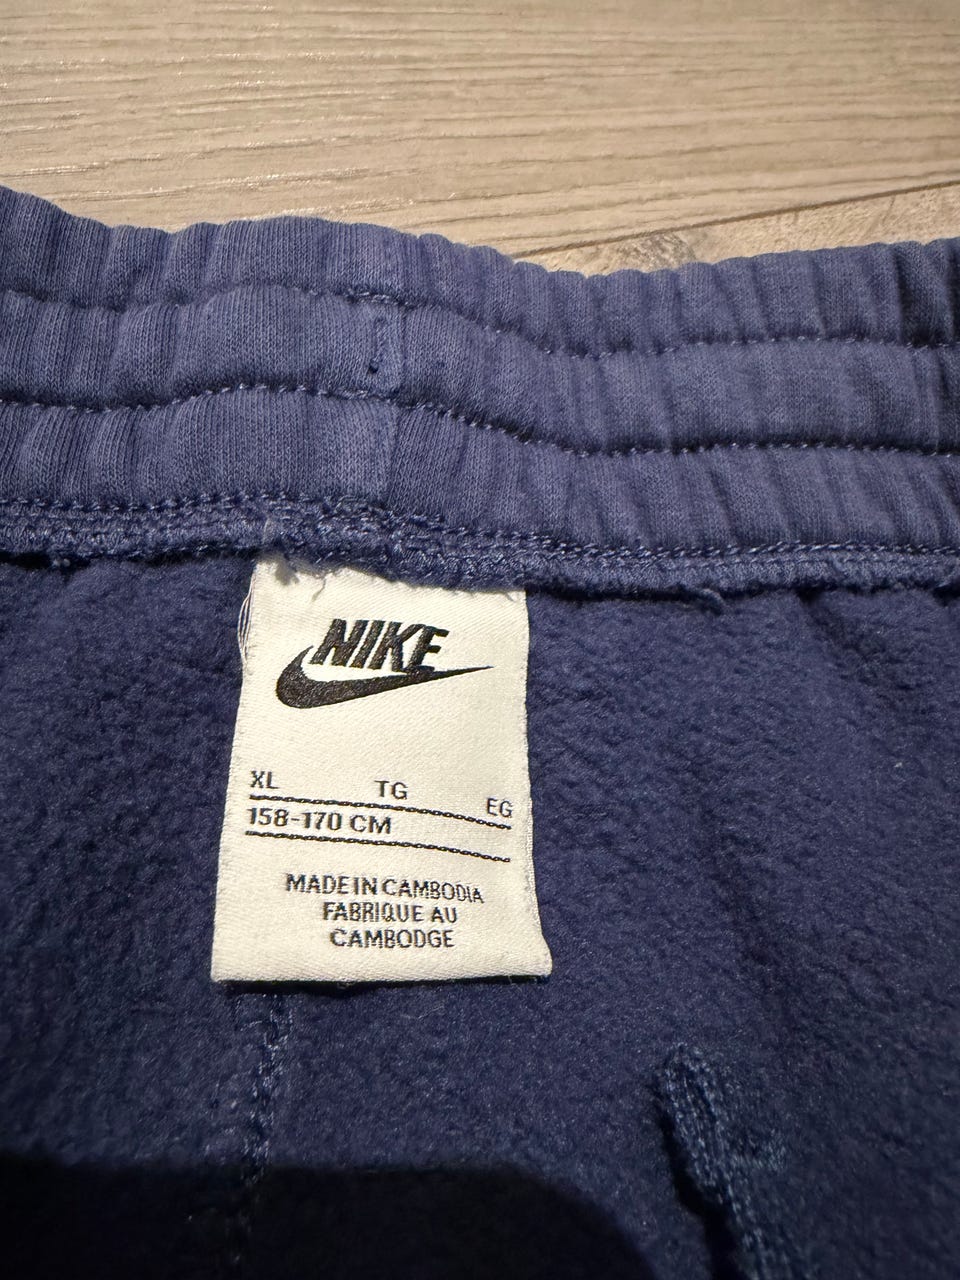 NIKE
XL TG EG
158-170 CM
MADE IN CAMBODIA
FABRIQUE AU
CAMBODGE